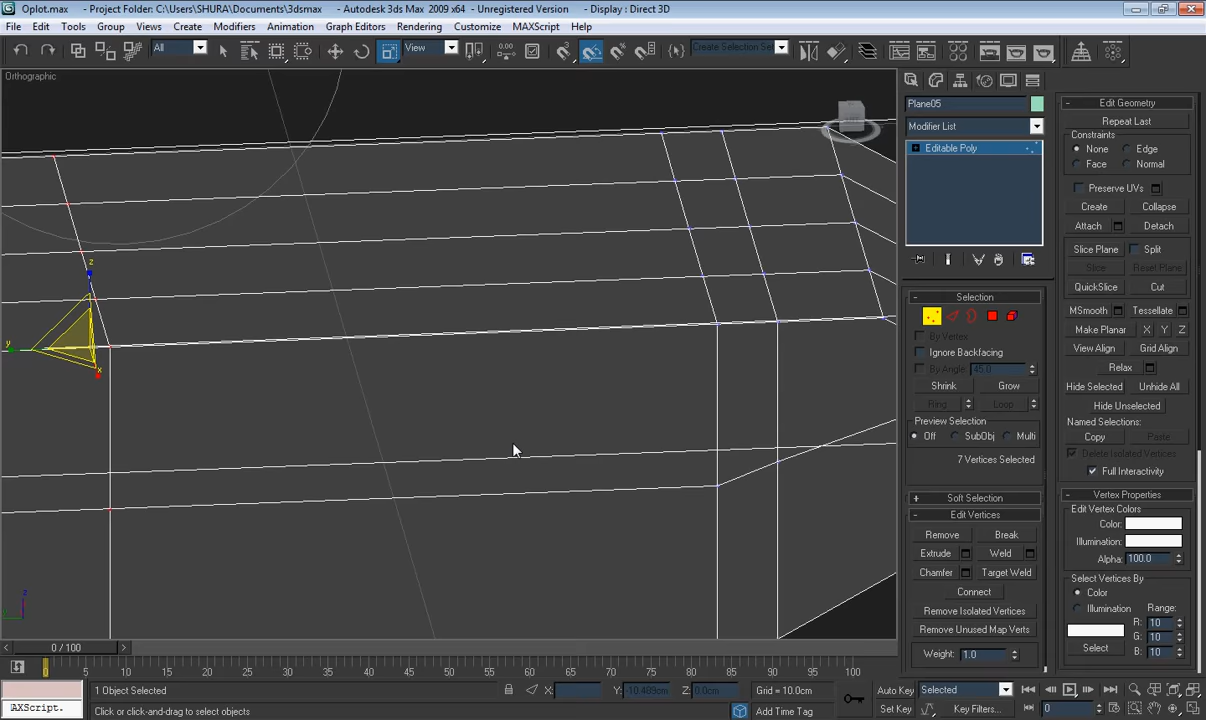 Oplot.max - Project Folder: C:\Users\SHURA\Documents\3dsmax - Autodesk 3ds Max 2009 x64 - Unregistered Version - Display : Direct 3D
File Edit Tools Group Views Create Modifiers Animation Graph Editors Rendering Customize MAXScript Help
All View Create Selection Se
Orthographic
z
y
x
z
Plane05
Modifier List
Editable Poly
Selection
By Vertex
Ignore Backfacing
By Angle: 45.0
Shrink Grow
Ring Loop
Preview Selection
Off SubObj Multi
7 Vertices Selected
Soft Selection
Edit Vertices
Remove Break
Extrude Weld
Chamfer Target Weld
Connect
Remove Isolated Vertices
Remove Unused Map Verts
Weight: 1.0
Edit Geometry
Repeat Last
Constraints
None Edge
Face Normal
Preserve UVs
Create Collapse
Attach Detach
Slice Plane Split
Slice Reset Plane
QuickSlice Cut
MSmooth Tessellate
Make Planar X Y Z
View Align Grid Align
Relax
Hide Selected Unhide All
Hide Unselected
Named Selections:
Copy Paste
Delete Isolated Vertices
Full Interactivity
Vertex Properties
Edit Vertex Colors
Color:
Illumination:
Alpha: 100.0
Select Vertices By
Color
Illumination Range:
R: 10
G: 10
Select B: 10
0 / 100
0 5 10 15 20 25 30 35 40 45 50 55 60 65 70 75 80 85 90 95 100
1 Object Selected X: Y: -10.489cm Z: 0.0cm Grid = 10.0cm Auto Key Selected
AXScript. Click or click-and-drag to select objects Add Time Tag Set Key Key Filters... 0